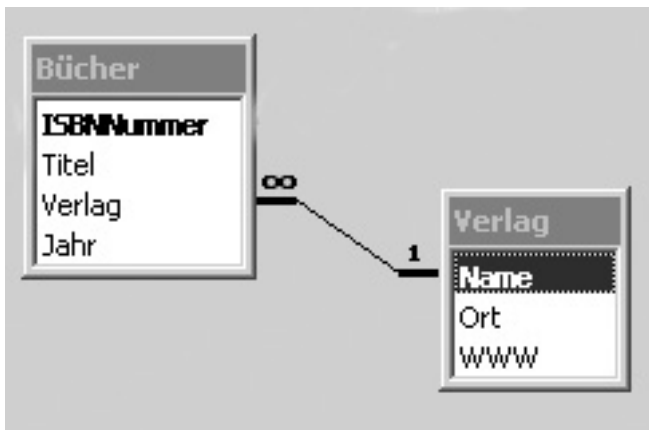 Bücher
ISBNNummer
Titel
Verlag
Jahr
∞
1
Verlag
Name
Ort
WWW